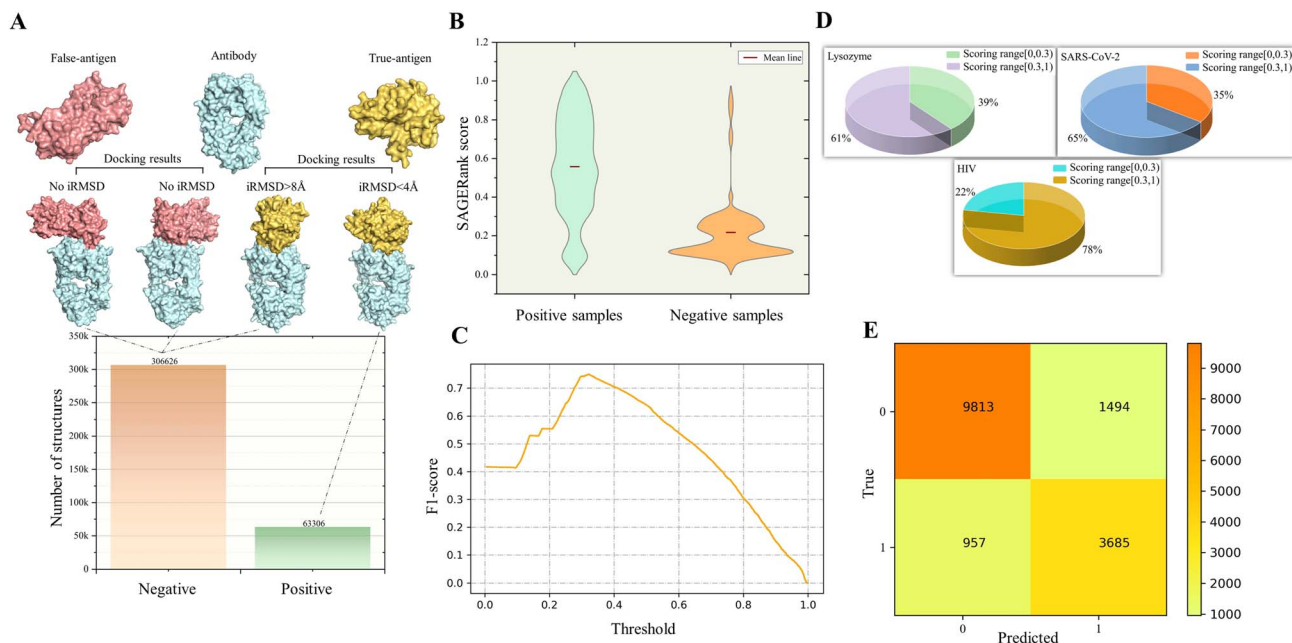 A
False-antigen
Antibody
True-antigen
Docking results
Docking results
No iRMSD
No iRMSD
iRMSD>8Å
iRMSD<4Å
350k
300k
250k
200k
150k
100k
50k
0
Number of structures
306626
63306
Negative
Positive
B
1.2
1.0
0.8
0.6
0.4
0.2
0.0
SAGERank score
Mean line
Positive samples
Negative samples
C
0.7
0.6
0.5
0.4
0.3
0.2
0.1
0.0
F1-score
0.0
0.2
0.4
0.6
0.8
1.0
Threshold
D
Lysozyme
Scoring range[0,0.3)
Scoring range[0.3,1)
39%
61%
SARS-CoV-2
Scoring range[0,0.3)
Scoring range[0.3,1)
35%
65%
HIV
Scoring range[0,0.3)
Scoring range[0.3,1)
22%
78%
E
True
0
1
9813
1494
957
3685
0
1
Predicted
9000
8000
7000
6000
5000
4000
3000
2000
1000